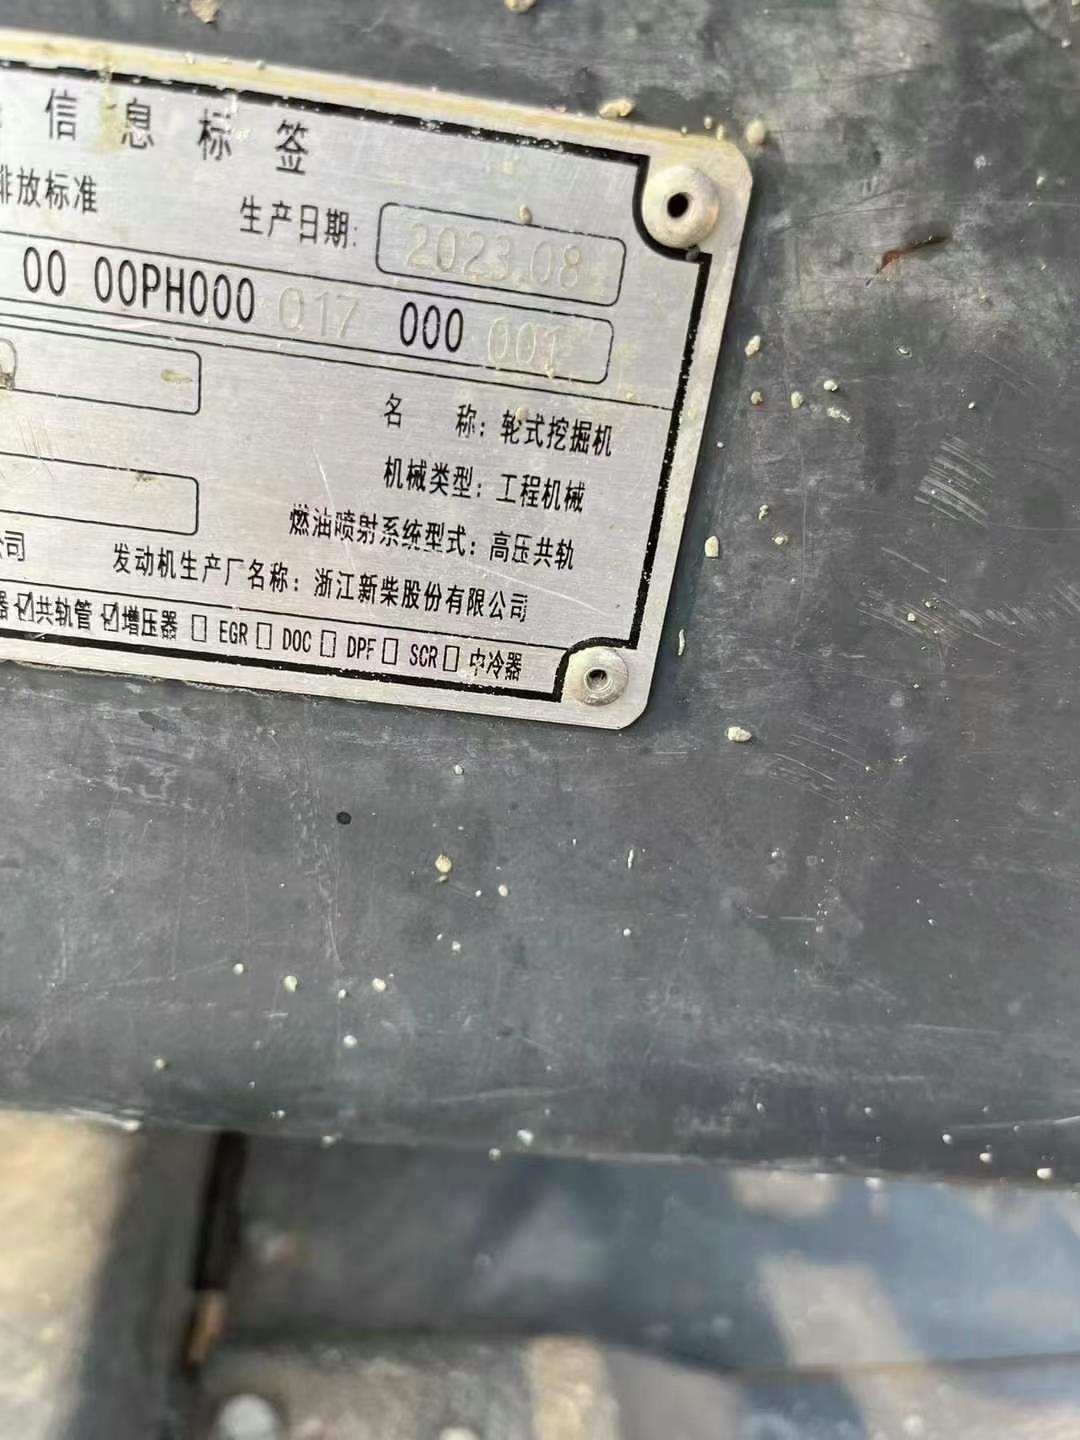 信息标签
排放标准
生产日期: 2023.08
00 00PH000 017 000 001
名 称: 轮式挖掘机
机械类型: 工程机械
燃油喷射系统型式: 高压共轨
公司 发动机生产厂名称: 浙江新柴股份有限公司
器 ☑共轨管 ☑增压器 □ EGR □ DOC □ DPF □ SCR □ 中冷器